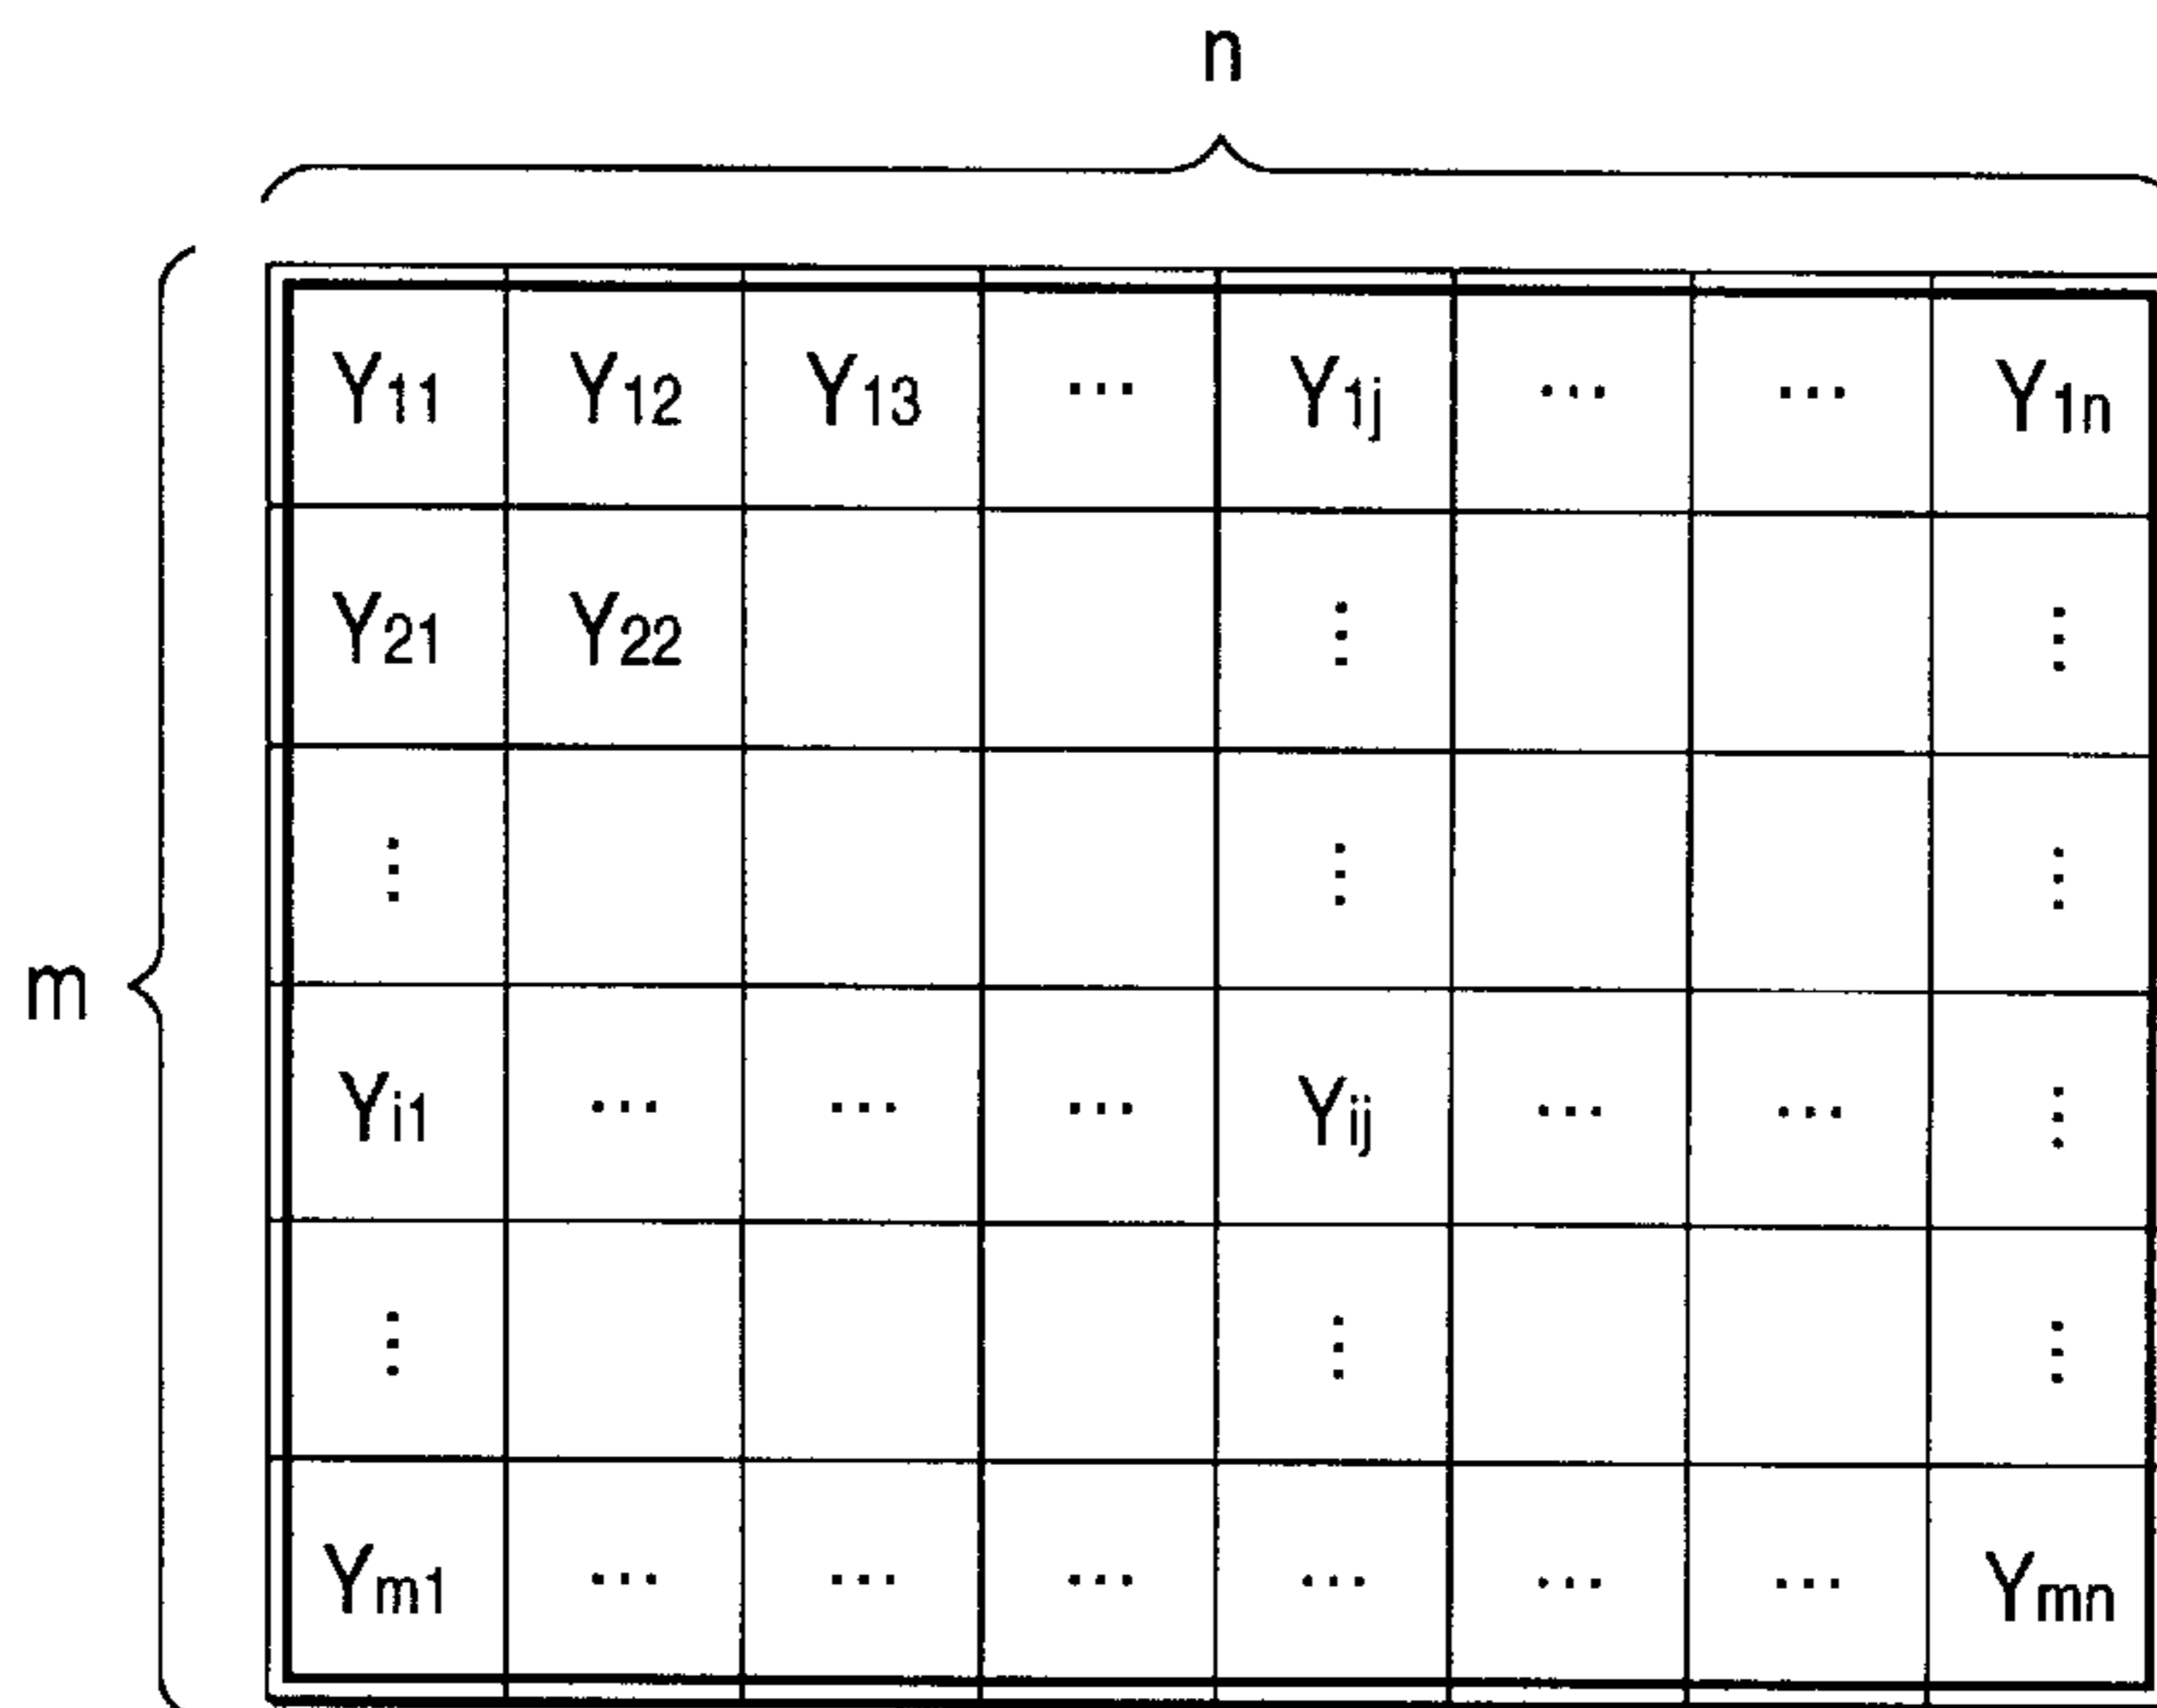 n
Y11 Y12 Y13 ... Y1j ... ... Y1n
Y21 Y22 ⋮ ⋮
⋮ ⋮ ⋮
m
Yi1 ... ... ... Yij ... ... ⋮
⋮ ⋮ ⋮
Ym1 ... ... ... ... ... ... Ymn